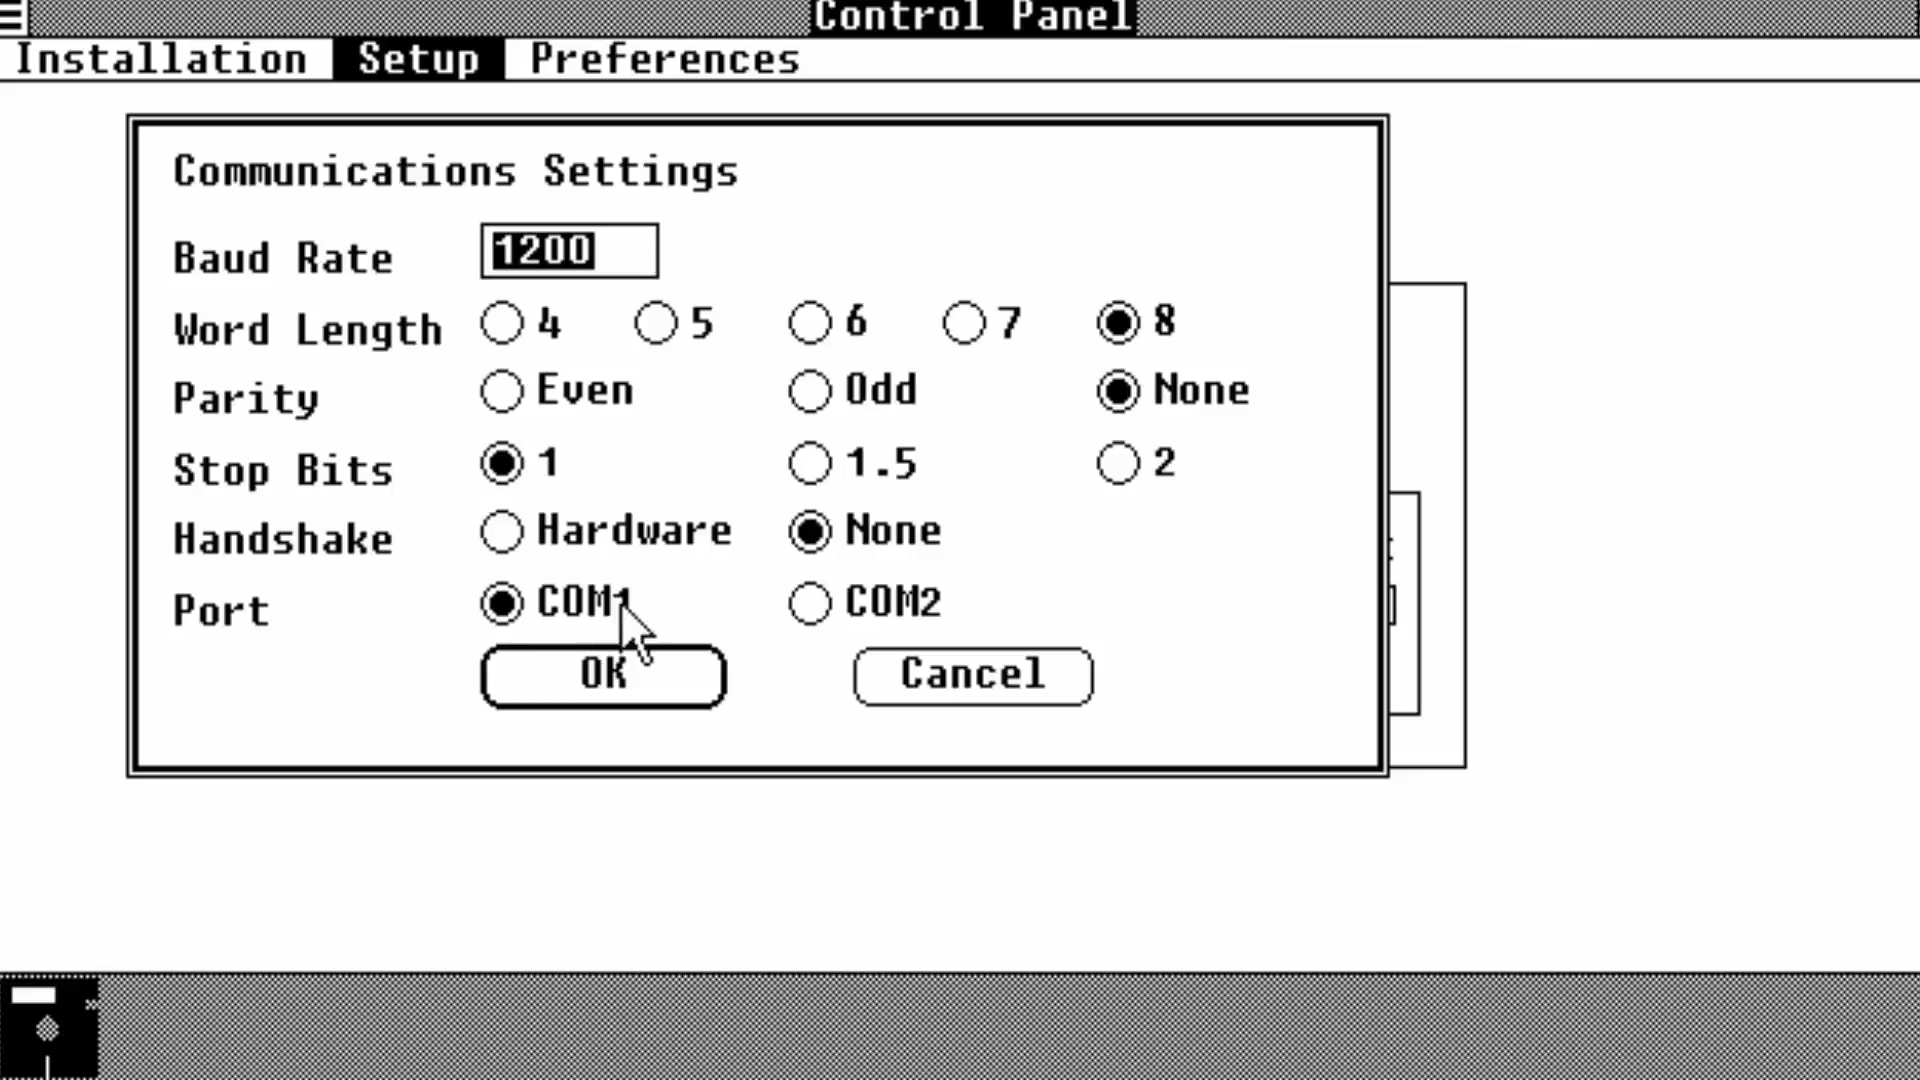 Control Panel
Installation Setup Preferences
Communications Settings
Baud Rate 1200
Word Length 4 5 6 7 8
Parity Even Odd None
Stop Bits 1 1.5 2
Handshake Hardware None
Port COM1 COM2
OK Cancel